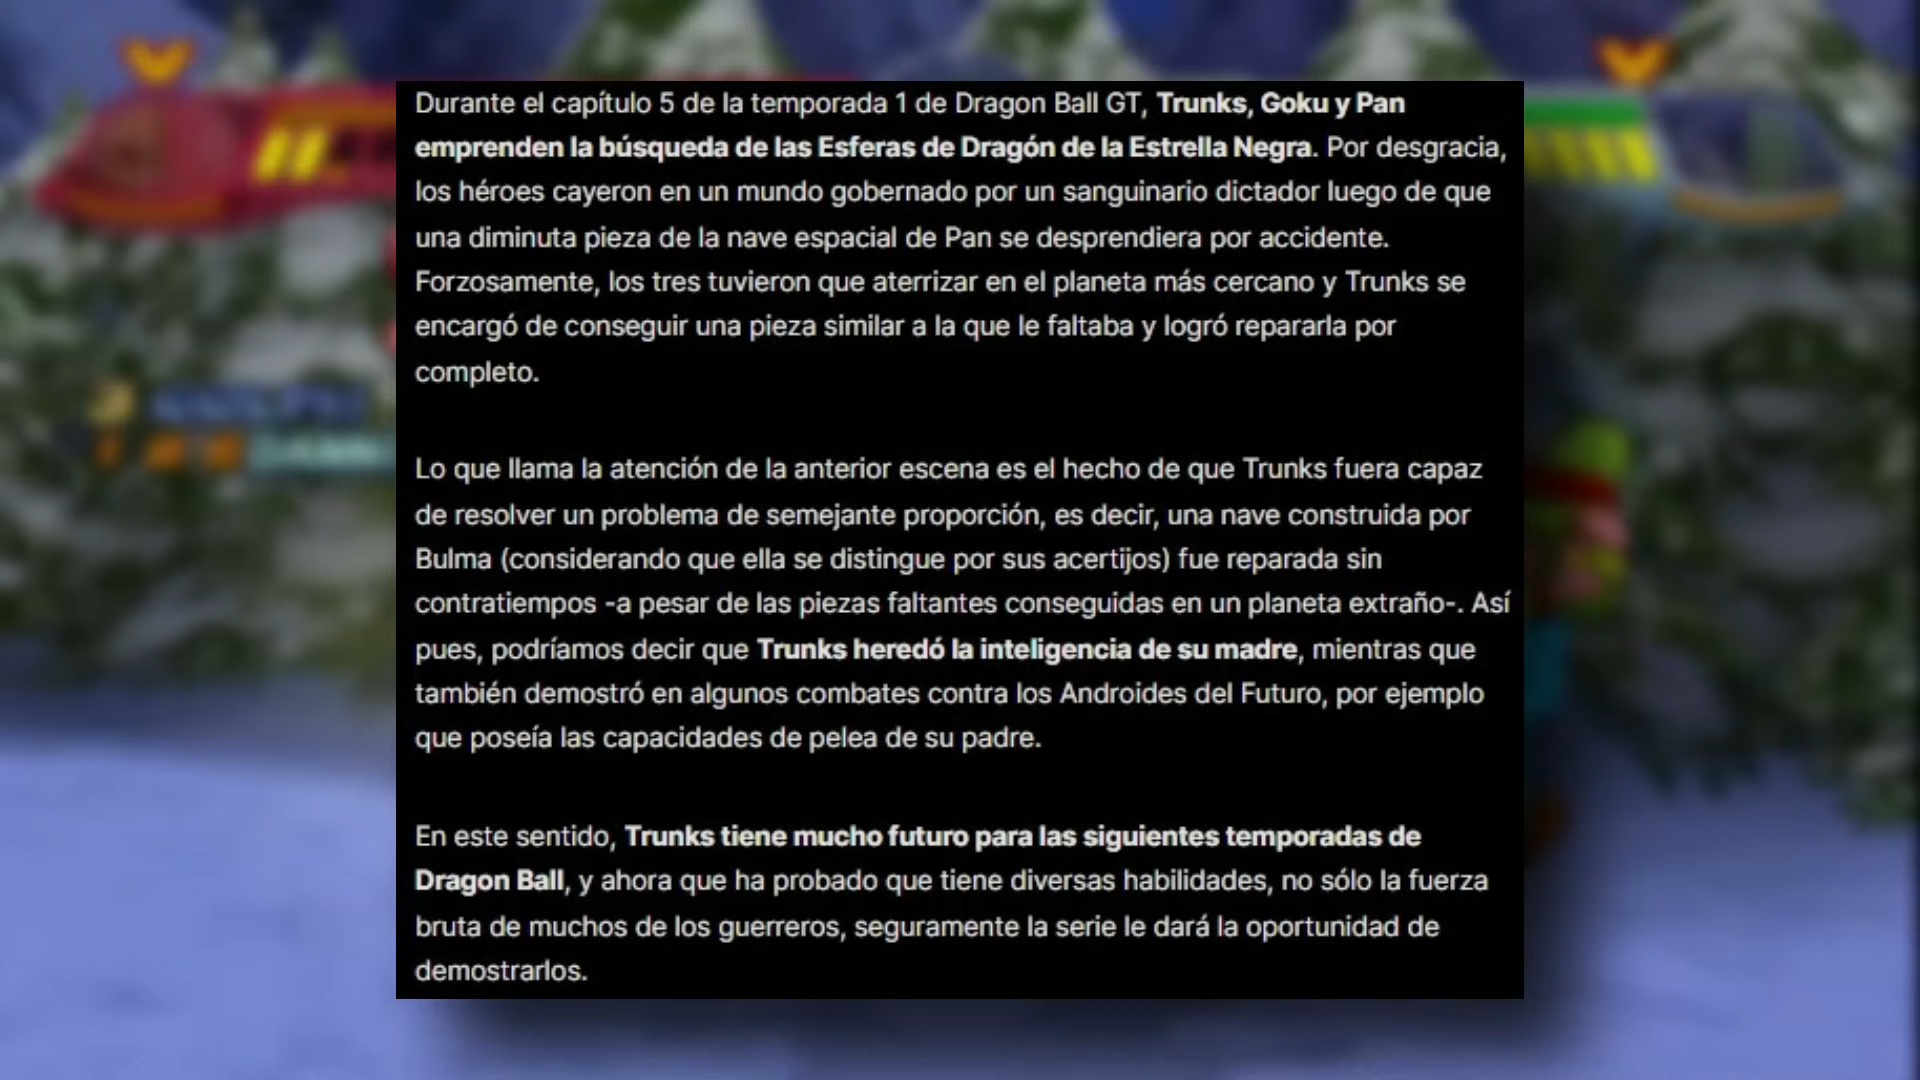 Durante el capítulo 5 de la temporada 1 de Dragon Ball GT, Trunks, Goku y Pan
emprenden la búsqueda de las Esferas de Dragón de la Estrella Negra. Por desgracia,
los héroes cayeron en un mundo gobernado por un sanguinario dictador luego de que
una diminuta pieza de la nave espacial de Pan se desprendiera por accidente.
Forzosamente, los tres tuvieron que aterrizar en el planeta más cercano y Trunks se
encargó de conseguir una pieza similar a la que le faltaba y logró repararla por
completo.
Lo que llama la atención de la anterior escena es el hecho de que Trunks fuera capaz
de resolver un problema de semejante proporción, es decir, una nave construida por
Bulma (considerando que ella se distingue por sus acertijos) fue reparada sin
contratiempos -a pesar de las piezas faltantes conseguidas en un planeta extraño-. Así
pues, podríamos decir que Trunks heredó la inteligencia de su madre, mientras que
también demostró en algunos combates contra los Androides del Futuro, por ejemplo
que poseía las capacidades de pelea de su padre.
En este sentido, Trunks tiene mucho futuro para las siguientes temporadas de
Dragon Ball, y ahora que ha probado que tiene diversas habilidades, no sólo la fuerza
bruta de muchos de los guerreros, seguramente la serie le dará la oportunidad de
demostrarlos.